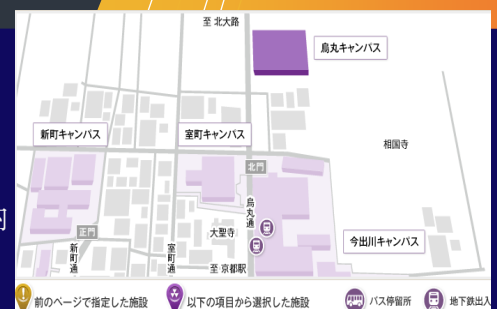 至 北大路
烏丸キャンパス
新町キャンパス
室町キャンパス
相国寺
北門
烏丸通
正門
大聖寺
今出川キャンパス
新町通
室町通
至 京都駅
前のページで指定した施設
以下の項目から選択した施設
バス停留所
地下鉄出入